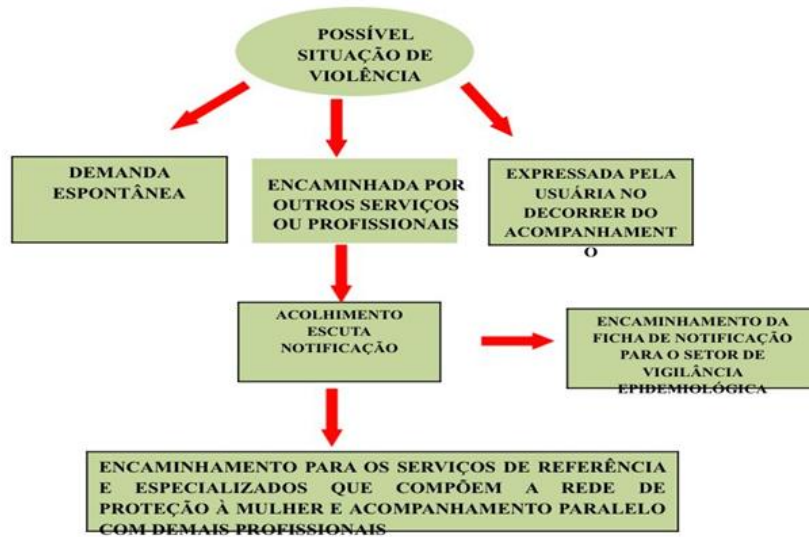 POSSÍVEL
SITUAÇÃO DE
VIOLÊNCIA
DEMANDA
ESPONTÂNEA
ENCAMINHADA POR
OUTROS SERVIÇOS
OU PROFISSIONAIS
EXPRESSADA PELA
USUÁRIA NO
DECORRER DO
ACOMPANHAMENT
O
ACOLHIMENTO
ESCUTA
NOTIFICAÇÃO
ENCAMINHAMENTO DA
FICHA DE NOTIFICAÇÃO
PARA O SETOR DE
VIGILÂNCIA
EPIDEMIOLÓGICA
ENCAMINHAMENTO PARA OS SERVIÇOS DE REFERÊNCIA
E ESPECIALIZADOS QUE COMPÕEM A REDE DE
PROTEÇÃO À MULHER E ACOMPANHAMENTO PARALELO
COM DEMAIS PROFISSIONAIS